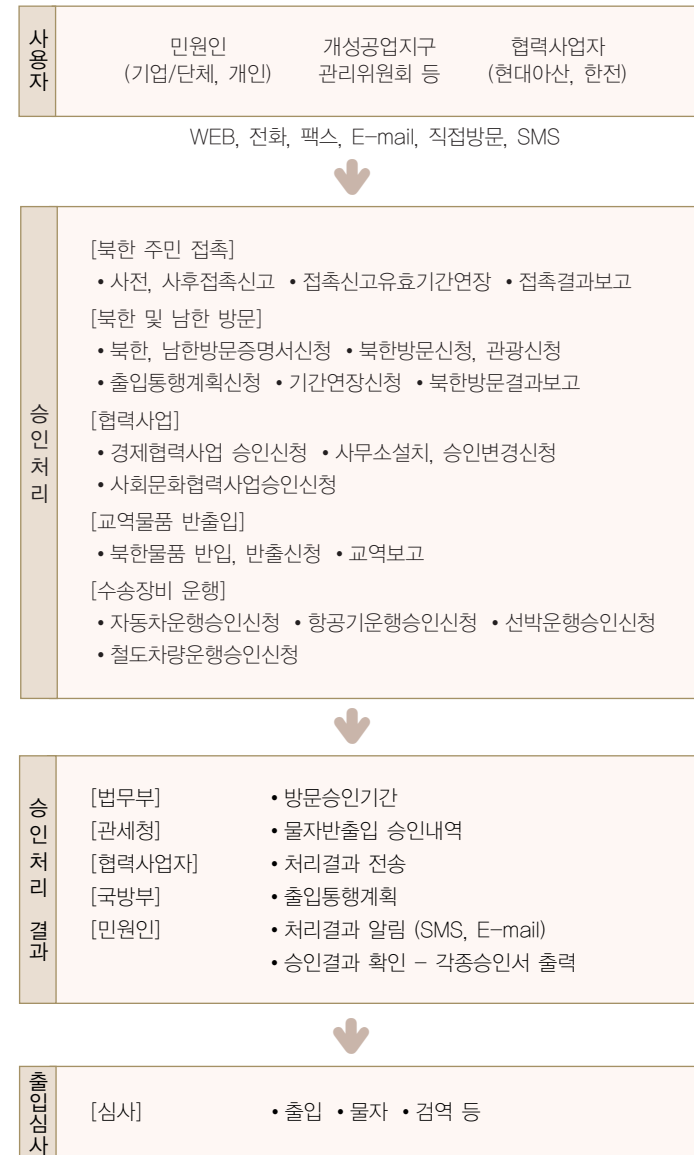 사용자
민원인 개성공업지구 협력사업자
(기업/단체, 개인) 관리위원회 등 (현대아산, 한전)
WEB, 전화, 팩스, E-mail, 직접방문, SMS
승인처리
[북한 주민 접촉]
• 사전, 사후접촉신고 • 접촉신고유효기간연장 • 접촉결과보고
[북한 및 남한 방문]
• 북한, 남한방문증명서신청 • 북한방문신청, 관광신청
• 출입통행계획신청 • 기간연장신청 • 북한방문결과보고
[협력사업]
• 경제협력사업 승인신청 • 사무소설치, 승인변경신청
• 사회문화협력사업승인신청
[교역물품 반출입]
• 북한물품 반입, 반출신청 • 교역보고
[수송장비 운행]
• 자동차운행승인신청 • 항공기운행승인신청 • 선박운행승인신청
• 철도차량운행승인신청
승인처리 결과
[법무부] • 방문승인기간
[관세청] • 물자반출입 승인내역
[협력사업자] • 처리결과 전송
[국방부] • 출입통행계획
[민원인] • 처리결과 알림 (SMS, E-mail)
• 승인결과 확인 - 각종승인서 출력
출입심사
[심사] • 출입 • 물자 • 검역 등